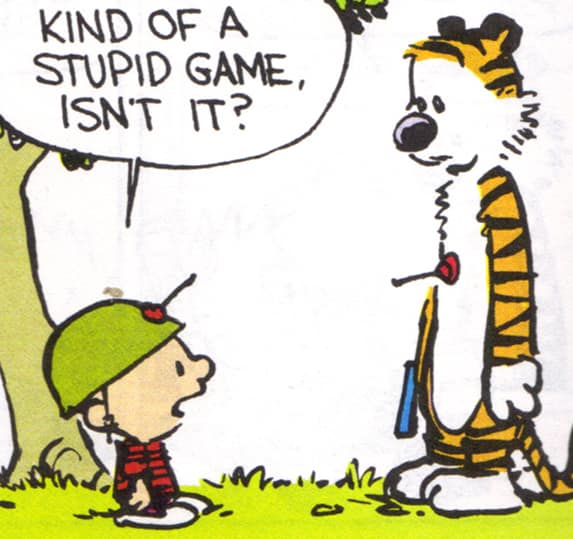 KIND OF A
STUPID GAME,
ISN'T IT?